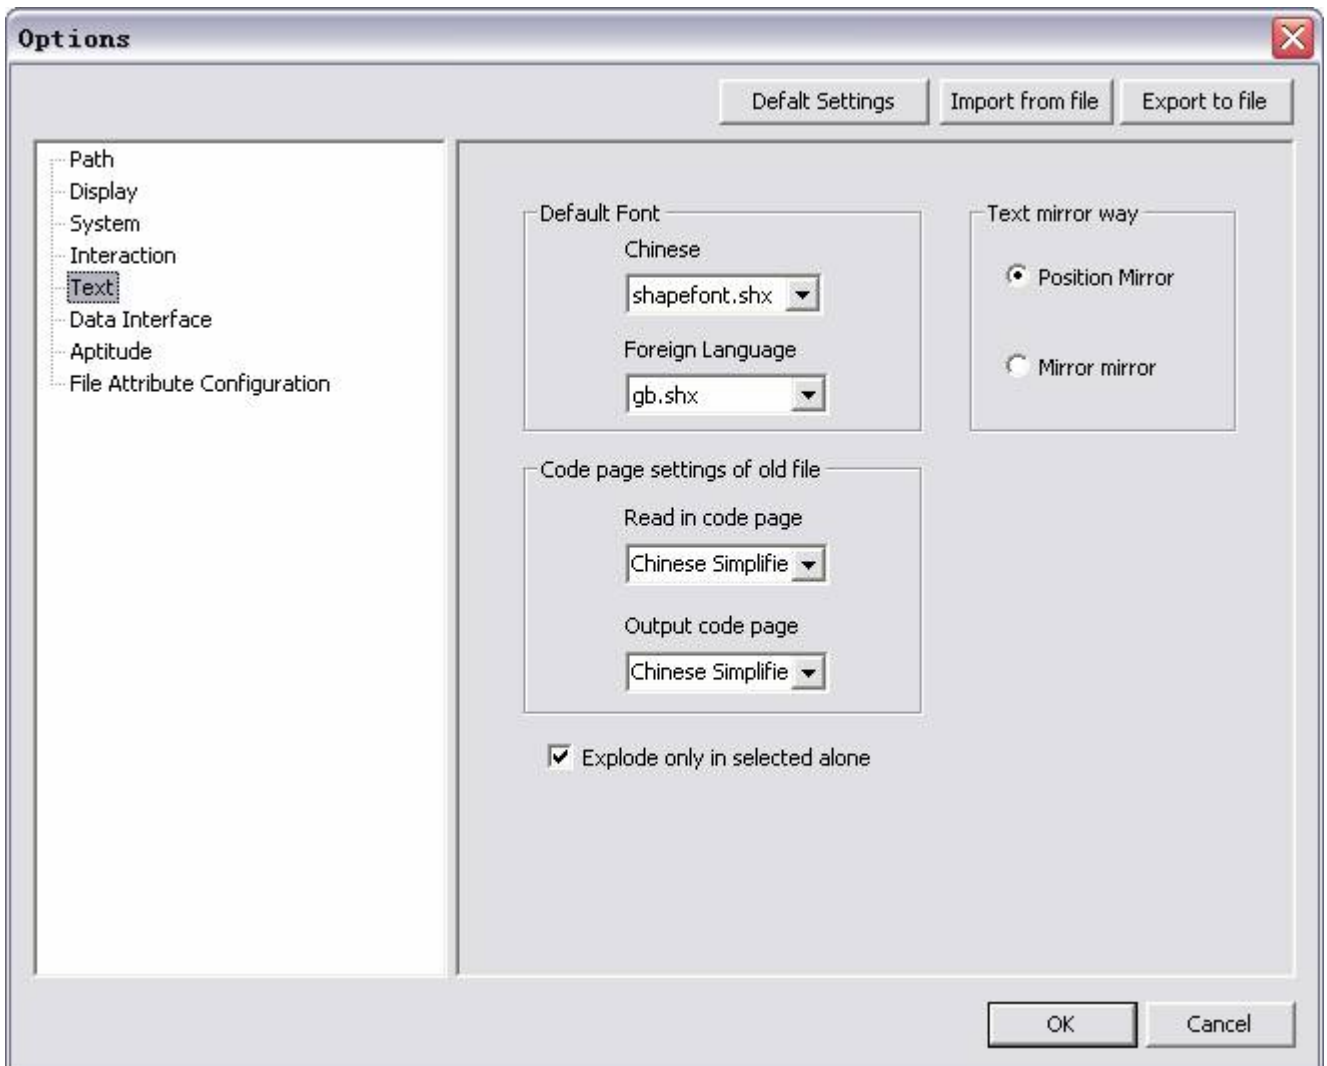 Options
Defalt Settings
Import from file
Export to file
Path
Display
System
Interaction
Text
Data Interface
Aptitude
File Attribute Configuration
Default Font
Chinese
shapefont.shx
Foreign Language
gb.shx
Text mirror way
Position Mirror
Mirror mirror
Code page settings of old file
Read in code page
Chinese Simplifie
Output code page
Chinese Simplifie
Explode only in selected alone
OK
Cancel